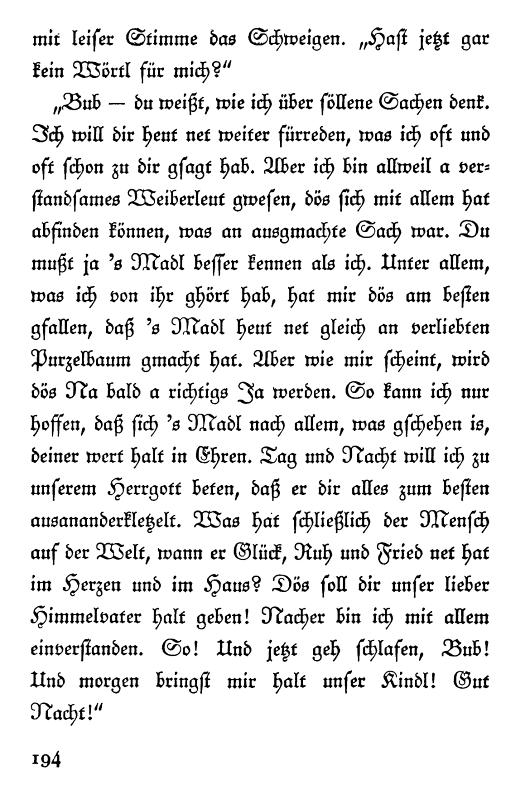 mit leiser Stimme das Schweigen. „Hast jetzt gar
kein Wörtl für mich?“
„Bub — du weißt, wie ich über söllene Sachen denk.
Ich will dir heut net weiter fürreden, was ich oft und
oft schon zu dir gsagt hab. Aber ich bin allweil a ver-
standsames Weiberleut gwesen, dös sich mit allem hat
abfinden können, was an ausgmachte Sach war. Du
mußt ja 's Madl besser kennen als ich. Unter allem,
was ich von ihr ghört hab, hat mir dös am besten
gfallen, daß 's Madl heut net gleich an verliebten
Purzelbaum gmacht hat. Aber wie mir scheint, wird
dös Na bald a richtigs Ja werden. So kann ich nur
hoffen, daß sich 's Madl nach allem, was gschehen is,
deiner wert halt in Ehren. Tag und Nacht will ich zu
unserem Herrgott beten, daß er dir alles zum besten
ausananderkletzelt. Was hat schließlich der Mensch
auf der Welt, wann er Glück, Ruh und Fried net hat
im Herzen und im Haus? Dös soll dir unser lieber
Himmelvater halt geben! Nacher bin ich mit allem
einverstanden. So! Und jetzt geh schlafen, Bub!
Und morgen bringst mir halt unser Kindl! Gut
Nacht!“
194